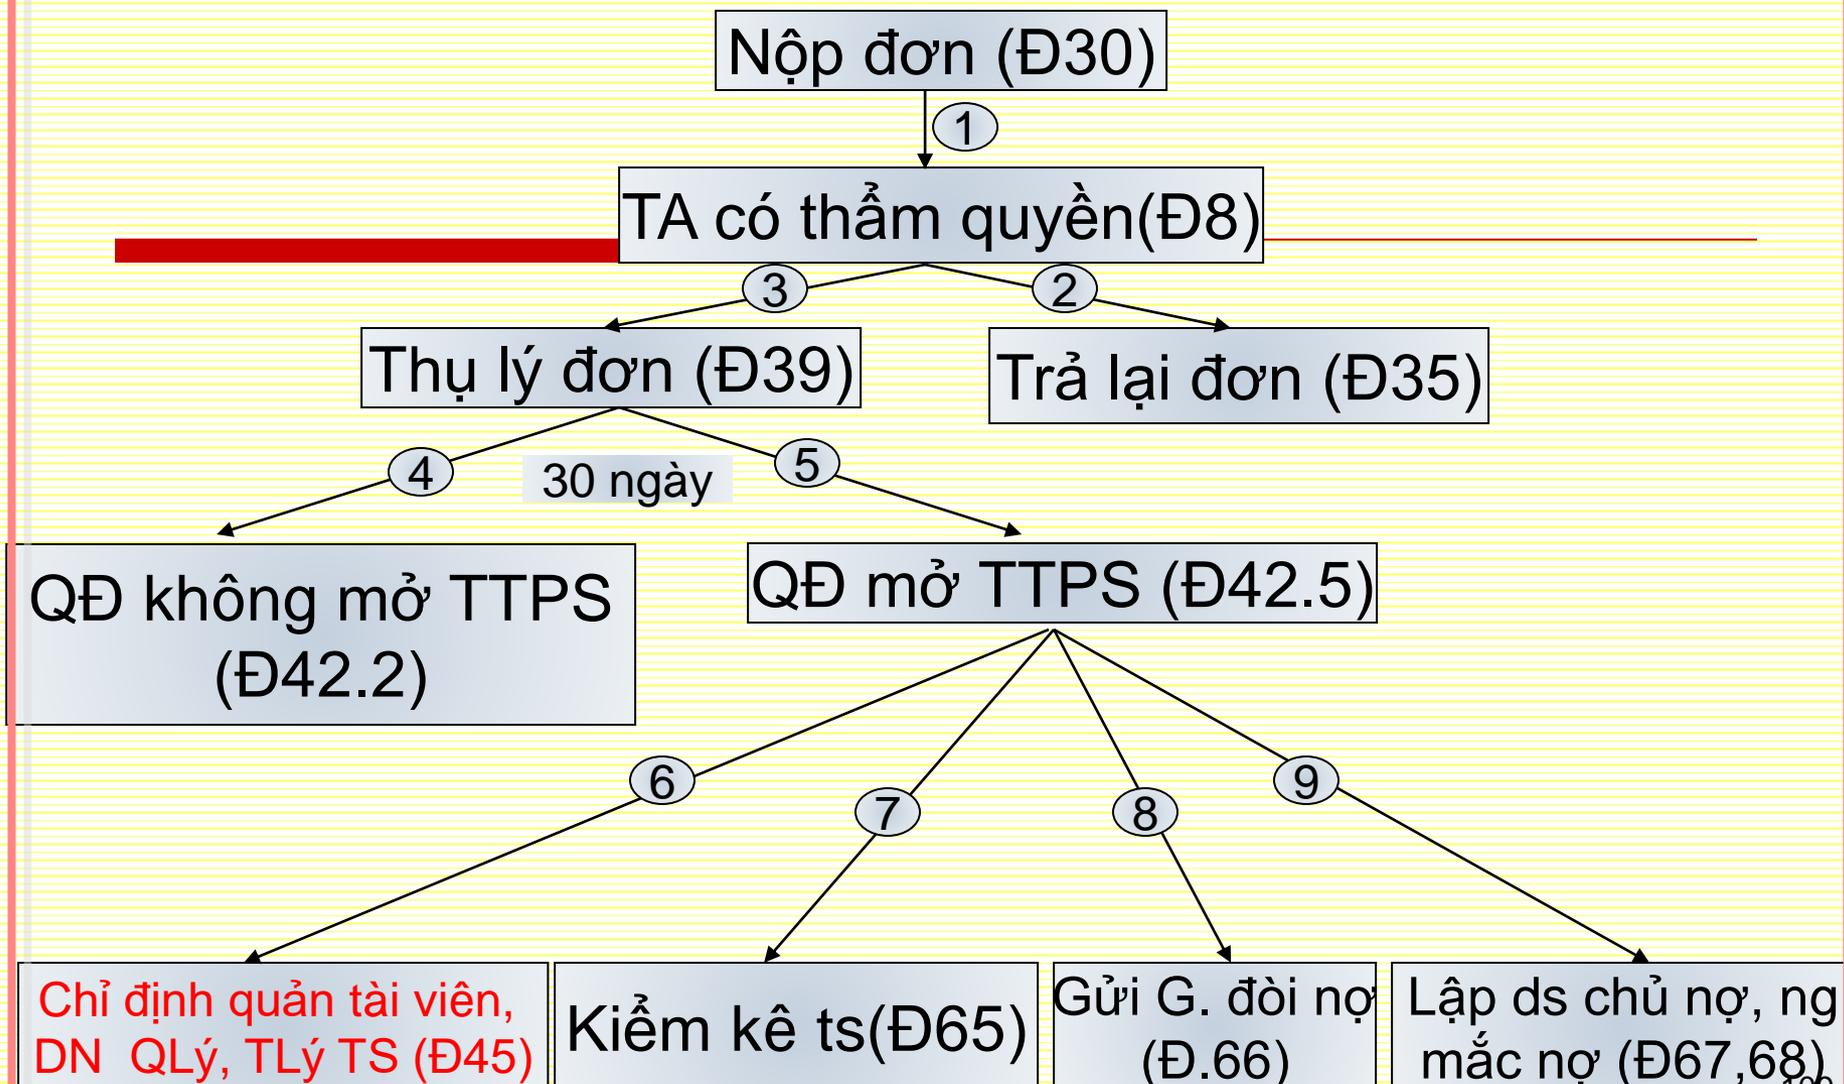 Nộp đơn (Đ30)
1
TA có thẩm quyền(Đ8)
3
2
Thụ lý đơn (Đ39)
Trả lại đơn (Đ35)
4
30 ngày
5
QĐ không mở TTPS
(Đ42.2)
QĐ mở TTPS (Đ42.5)
6
7
8
9
Chỉ định quản tài viên,
DN QLý, TLý TS (Đ45)
Kiểm kê ts(Đ65)
Gửi G. đòi nợ
(Đ.66)
Lập ds chủ nợ, ng
mắc nợ (Đ67,68)